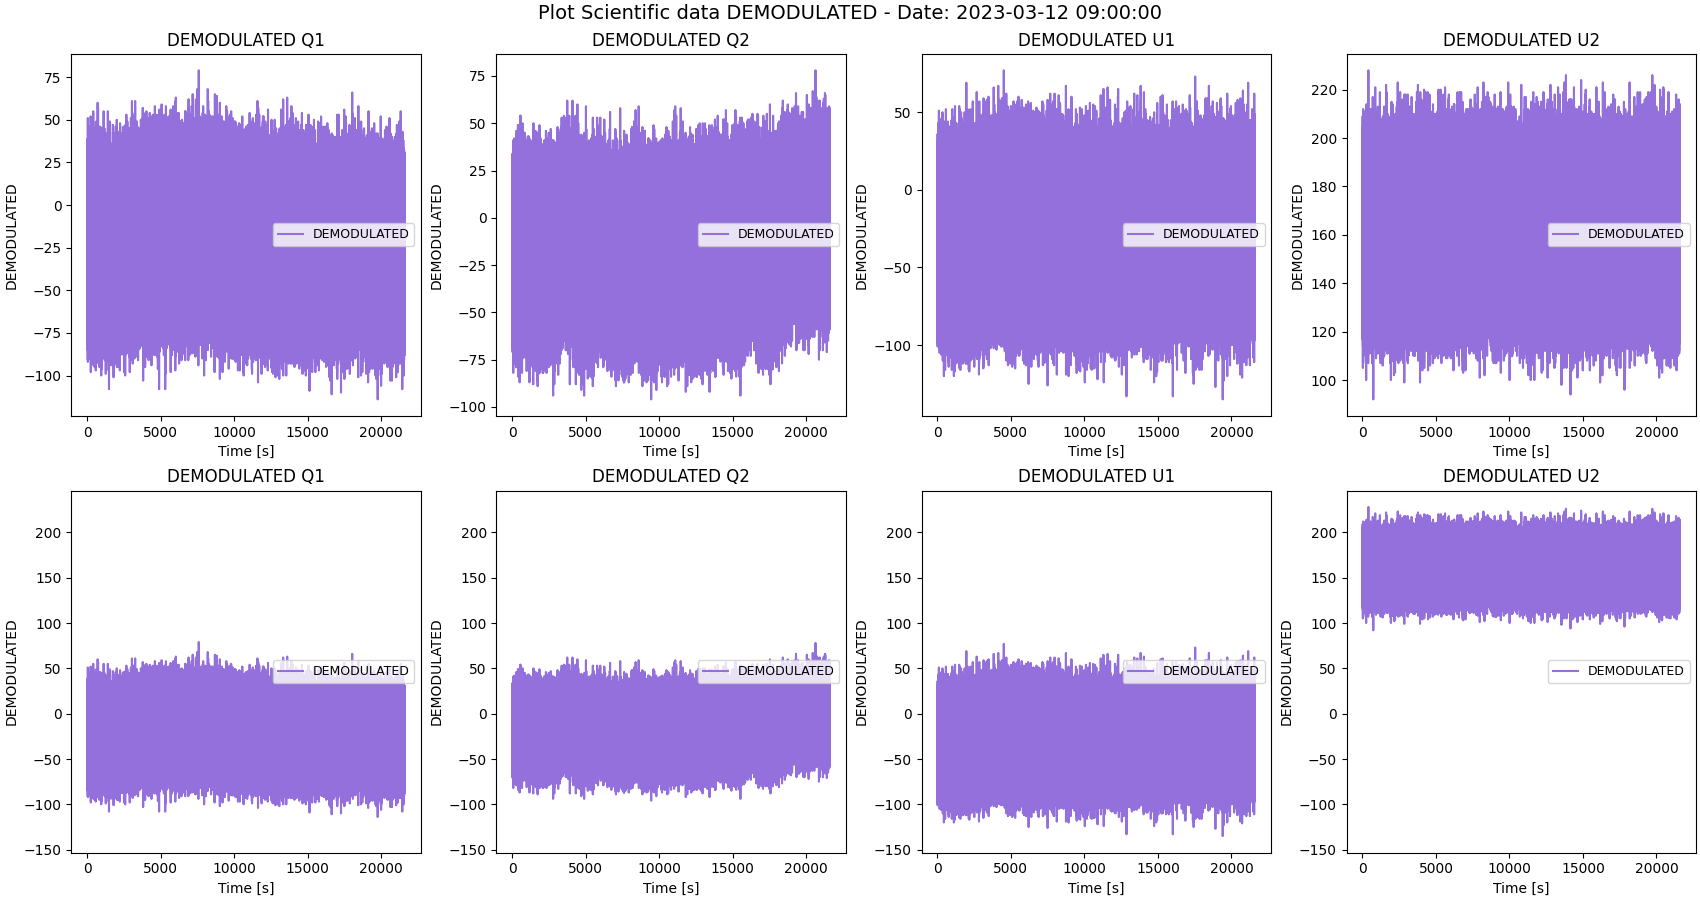 Plot Scientific data DEMODULATED - Date: 2023-03-12 09:00:00
DEMODULATED Q1
DEMODULATED Q2
DEMODULATED U1
DEMODULATED U2
DEMODULATED
75
50
25
0
−25
−50
−75
−100
DEMODULATED
0 5000 10000 15000 20000
Time [s]
DEMODULATED
75
50
25
0
−25
−50
−75
−100
DEMODULATED
0 5000 10000 15000 20000
Time [s]
DEMODULATED
50
0
−50
−100
DEMODULATED
0 5000 10000 15000 20000
Time [s]
DEMODULATED
220
200
180
160
140
120
100
DEMODULATED
0 5000 10000 15000 20000
Time [s]
DEMODULATED Q1
DEMODULATED Q2
DEMODULATED U1
DEMODULATED U2
DEMODULATED
200
150
100
50
0
−50
−100
−150
DEMODULATED
0 5000 10000 15000 20000
Time [s]
DEMODULATED
200
150
100
50
0
−50
−100
−150
DEMODULATED
0 5000 10000 15000 20000
Time [s]
DEMODULATED
200
150
100
50
0
−50
−100
−150
DEMODULATED
0 5000 10000 15000 20000
Time [s]
DEMODULATED
200
150
100
50
0
−50
−100
−150
DEMODULATED
0 5000 10000 15000 20000
Time [s]